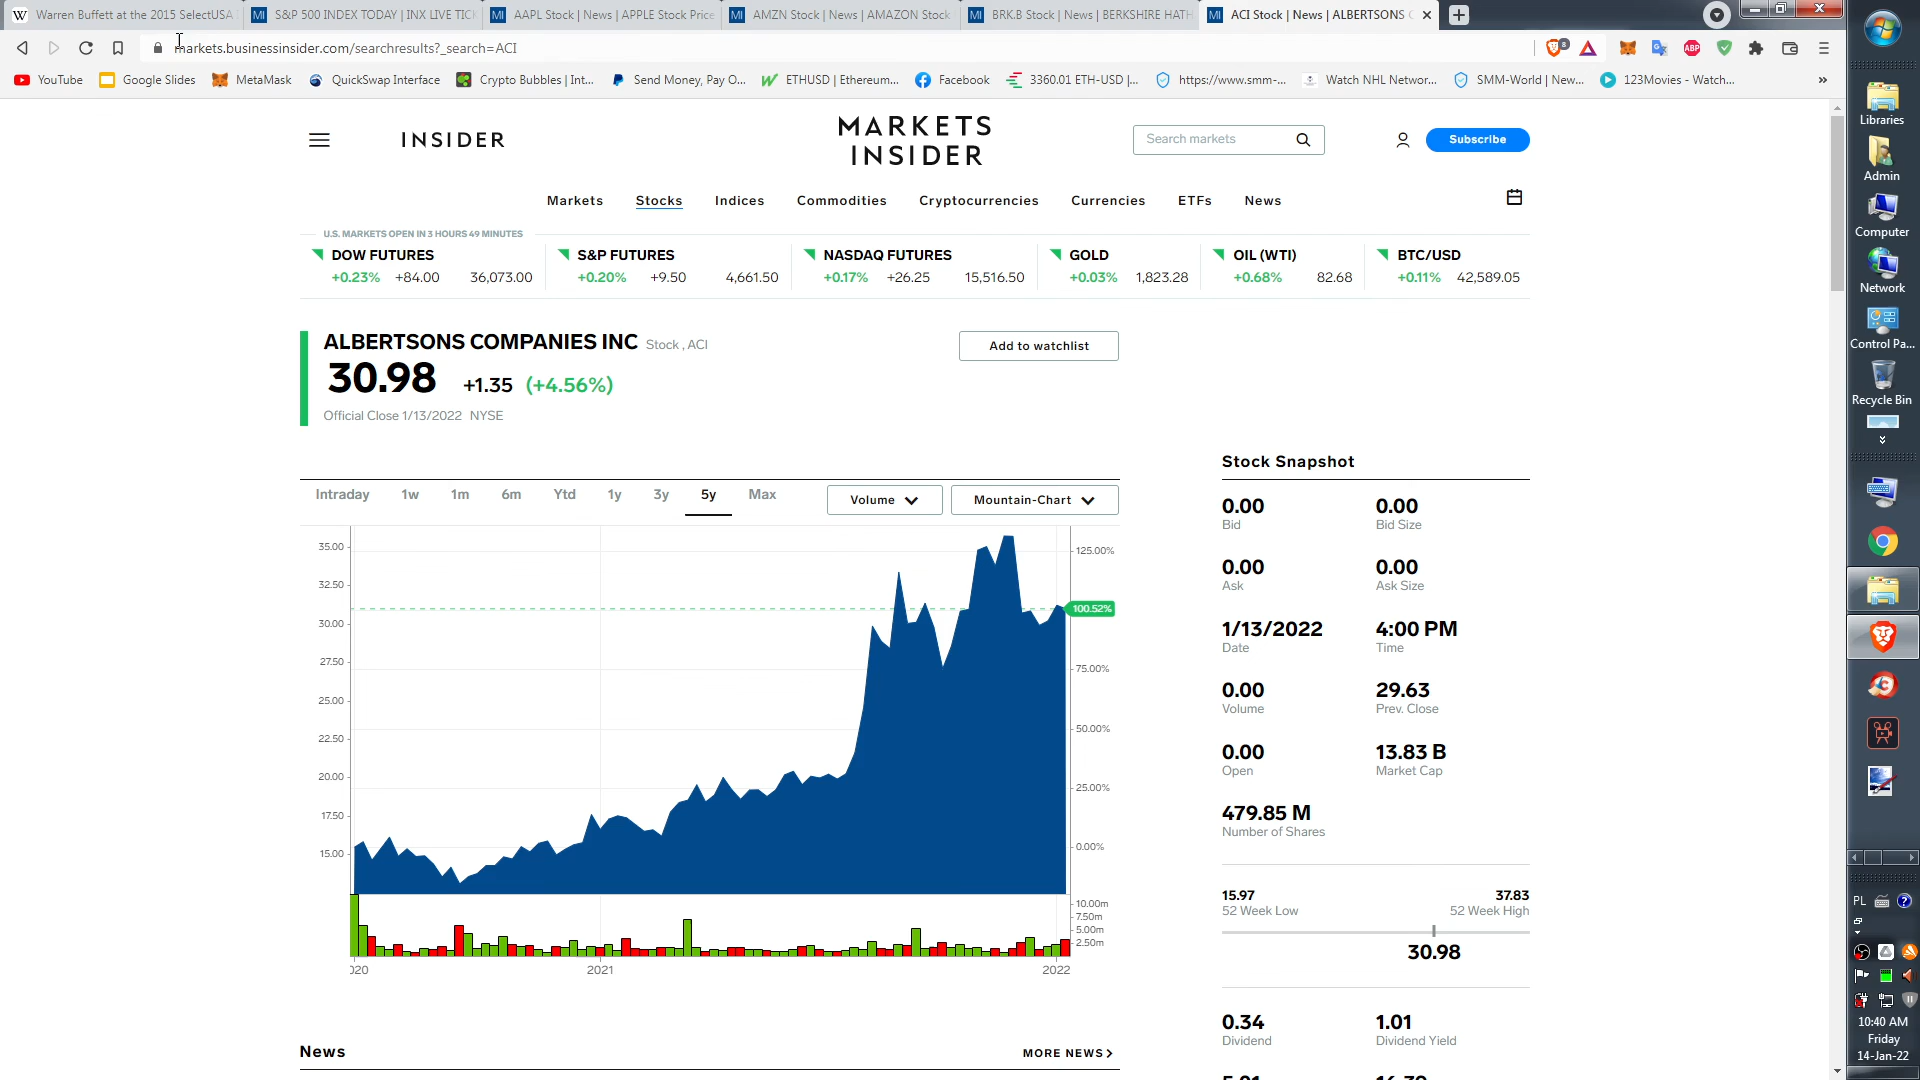 Warren Buffett at the 2015 SelectUSA
S&P 500 INDEX TODAY | INX LIVE TICK
AAPL Stock | News | APPLE Stock Price
AMZN Stock | News | AMAZON Stock
BRK.B Stock | News | BERKSHIRE HATH
ACI Stock | News | ALBERTSONS C
markets.businessinsider.com/searchresults?_search=ACI
8
ABP
YouTube
Google Slides
MetaMask
QuickSwap Interface
Crypto Bubbles | Int...
Send Money, Pay O...
ETHUSD | Ethereum...
Facebook
3360.01 ETH-USD |...
https://www.smm-...
Watch NHL Networ...
SMM-World | New...
123Movies - Watch...
INSIDER
MARKETS
INSIDER
Search markets
Subscribe
Markets
Stocks
Indices
Commodities
Cryptocurrencies
Currencies
ETFs
News
U.S. MARKETS OPEN IN 3 HOURS 49 MINUTES
DOW FUTURES
+0.23% +84.00 36,073.00
S&P FUTURES
+0.20% +9.50 4,661.50
NASDAQ FUTURES
+0.17% +26.25 15,516.50
GOLD
+0.03% 1,823.28
OIL (WTI)
+0.68% 82.68
BTC/USD
+0.11% 42,589.05
ALBERTSONS COMPANIES INC Stock , ACI
30.98 +1.35 (+4.56%)
Official Close 1/13/2022 NYSE
Add to watchlist
Intraday 1w 1m 6m Ytd 1y 3y 5y Max
Volume
Mountain-Chart
35.00
32.50
30.00
27.50
25.00
22.50
20.00
17.50
15.00
125.00%
100.52%
75.00%
50.00%
25.00%
0.00%
10.00m
7.50m
5.00m
2.50m
020
2021
2022
Stock Snapshot
0.00 0.00
Bid Bid Size
0.00 0.00
Ask Ask Size
1/13/2022 4:00 PM
Date Time
0.00 29.63
Volume Prev. Close
0.00 13.83 B
Open Market Cap
479.85 M
Number of Shares
15.97 37.83
52 Week Low 52 Week High
30.98
0.34 1.01
Dividend Dividend Yield
News
MORE NEWS
Libraries
Admin
Computer
Network
Control Pa...
Recycle Bin
PL
10:40 AM
Friday
14-Jan-22